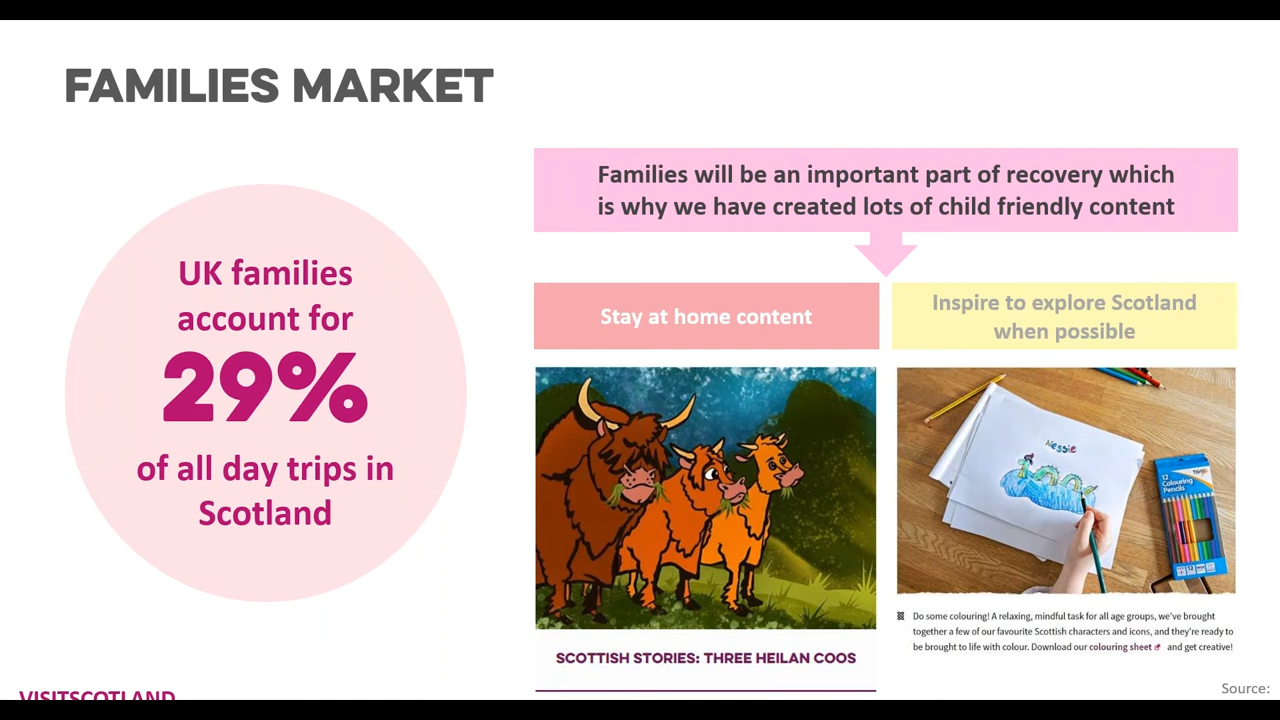 FAMILIES MARKET
UK families
account for
29%
of all day trips in
Scotland
Families will be an important part of recovery which
is why we have created lots of child friendly content
Stay at home content
Inspire to explore Scotland
when possible
SCOTTISH STORIES: THREE HEILAN COOS
Nessie
12
Colouring
Pencils
Do some colouring! A relaxing, mindful task for all age groups, we've brought
together a few of our favourite Scottish characters and icons, and they're ready to
be brought to life with colour. Download our colouring sheet and get creative!
VISITSCOTLAND
Source: